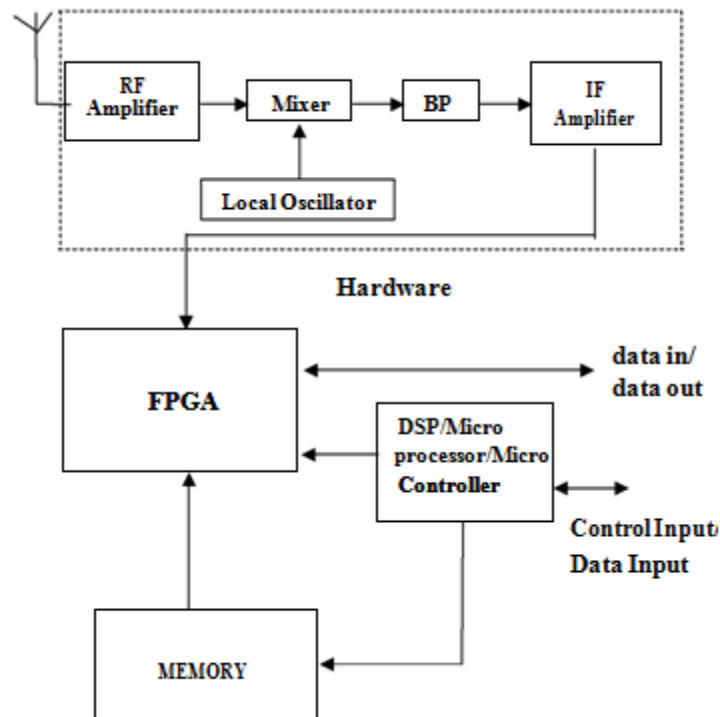 RF
Amplifier
Mixer
BP
IF
Amplifier
Local Oscillator
Hardware
FPGA
data in/
data out
DSP/Micro
processor/Micro
Controller
Control Input/
Data Input
MEMORY